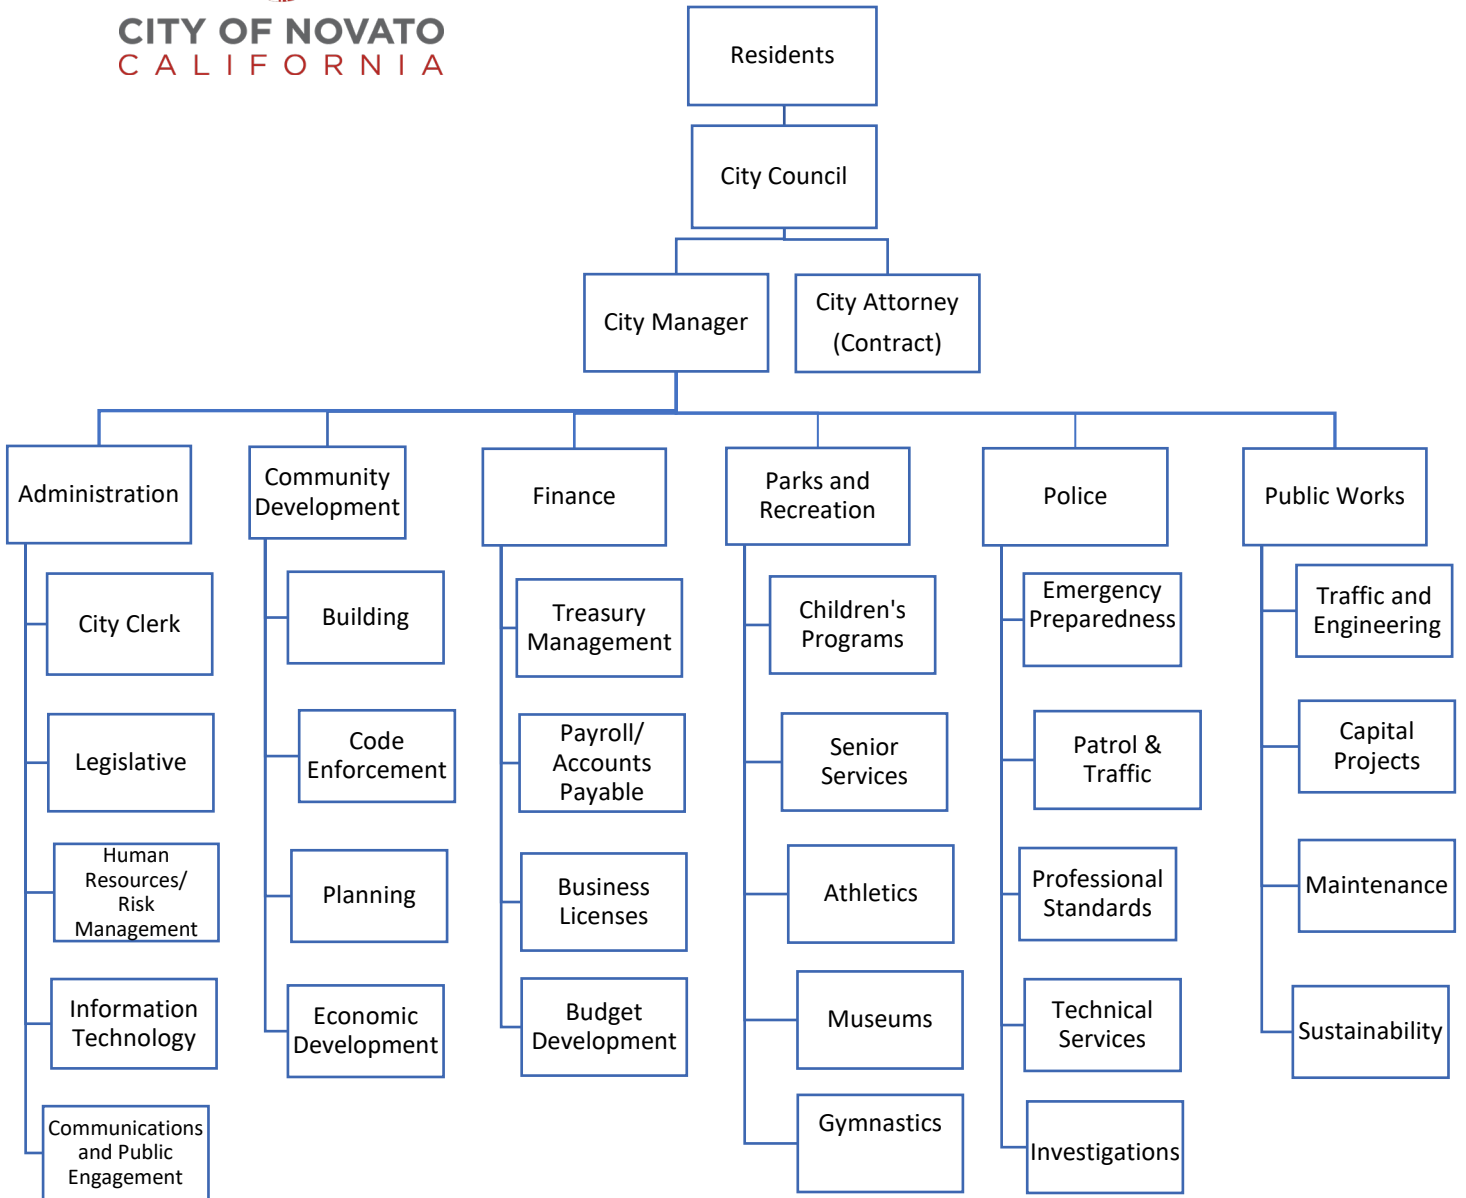 CITY OF NOVATO
CALIFORNIA
Residents
City Council
City Manager
City Attorney
(Contract)
Administration
City Clerk
Legislative
Human
Resources/
Risk
Management
Information
Technology
Communications
and Public
Engagement
Community
Development
Building
Code
Enforcement
Planning
Economic
Development
Finance
Treasury
Management
Payroll/
Accounts
Payable
Business
Licenses
Budget
Development
Parks and
Recreation
Children's
Programs
Senior
Services
Athletics
Museums
Gymnastics
Police
Emergency
Preparedness
Patrol &
Traffic
Professional
Standards
Technical
Services
Investigations
Public Works
Traffic and
Engineering
Capital
Projects
Maintenance
Sustainability